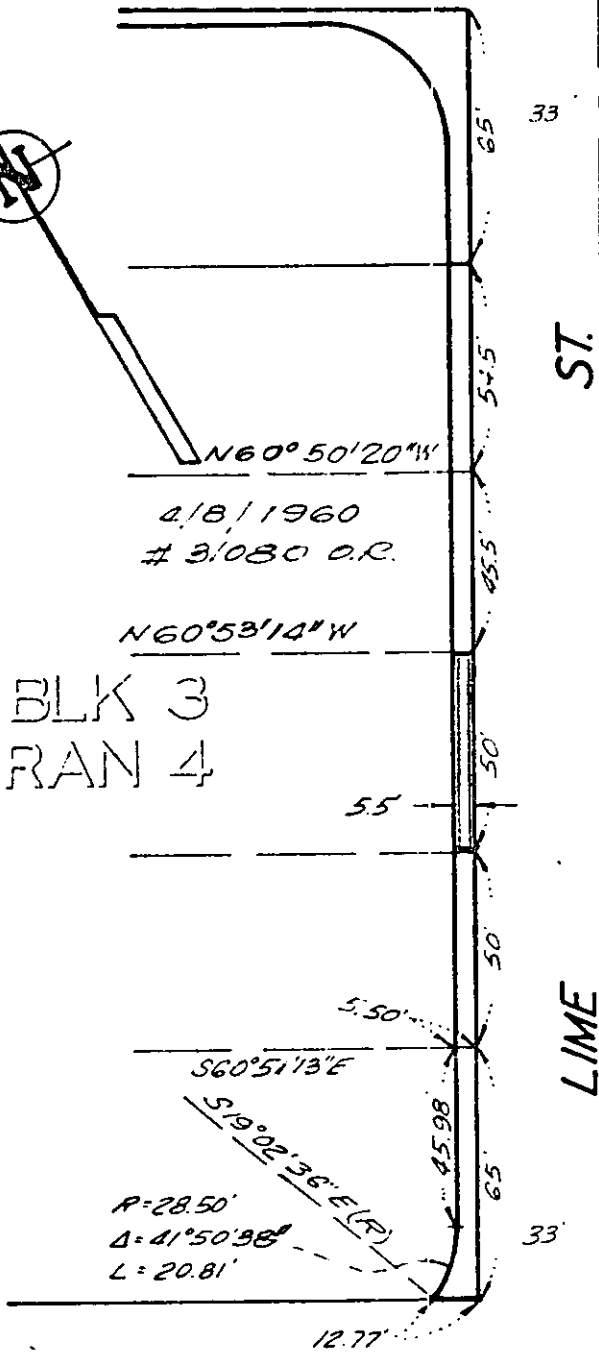 65'
33'
N
ST.
54.5
N60°50'20"W
4/8/1960
# 31080 O.R.
45.5
N60°53'14"W
BLK 3
RAN 4
50'
5.5
50'
5.50'
LIME
S60°51'13"E
S19°02'36"E(R)
45.98
65'
R=28.50'
Δ=41°50'38"
L=20.81'
33'
12.77'